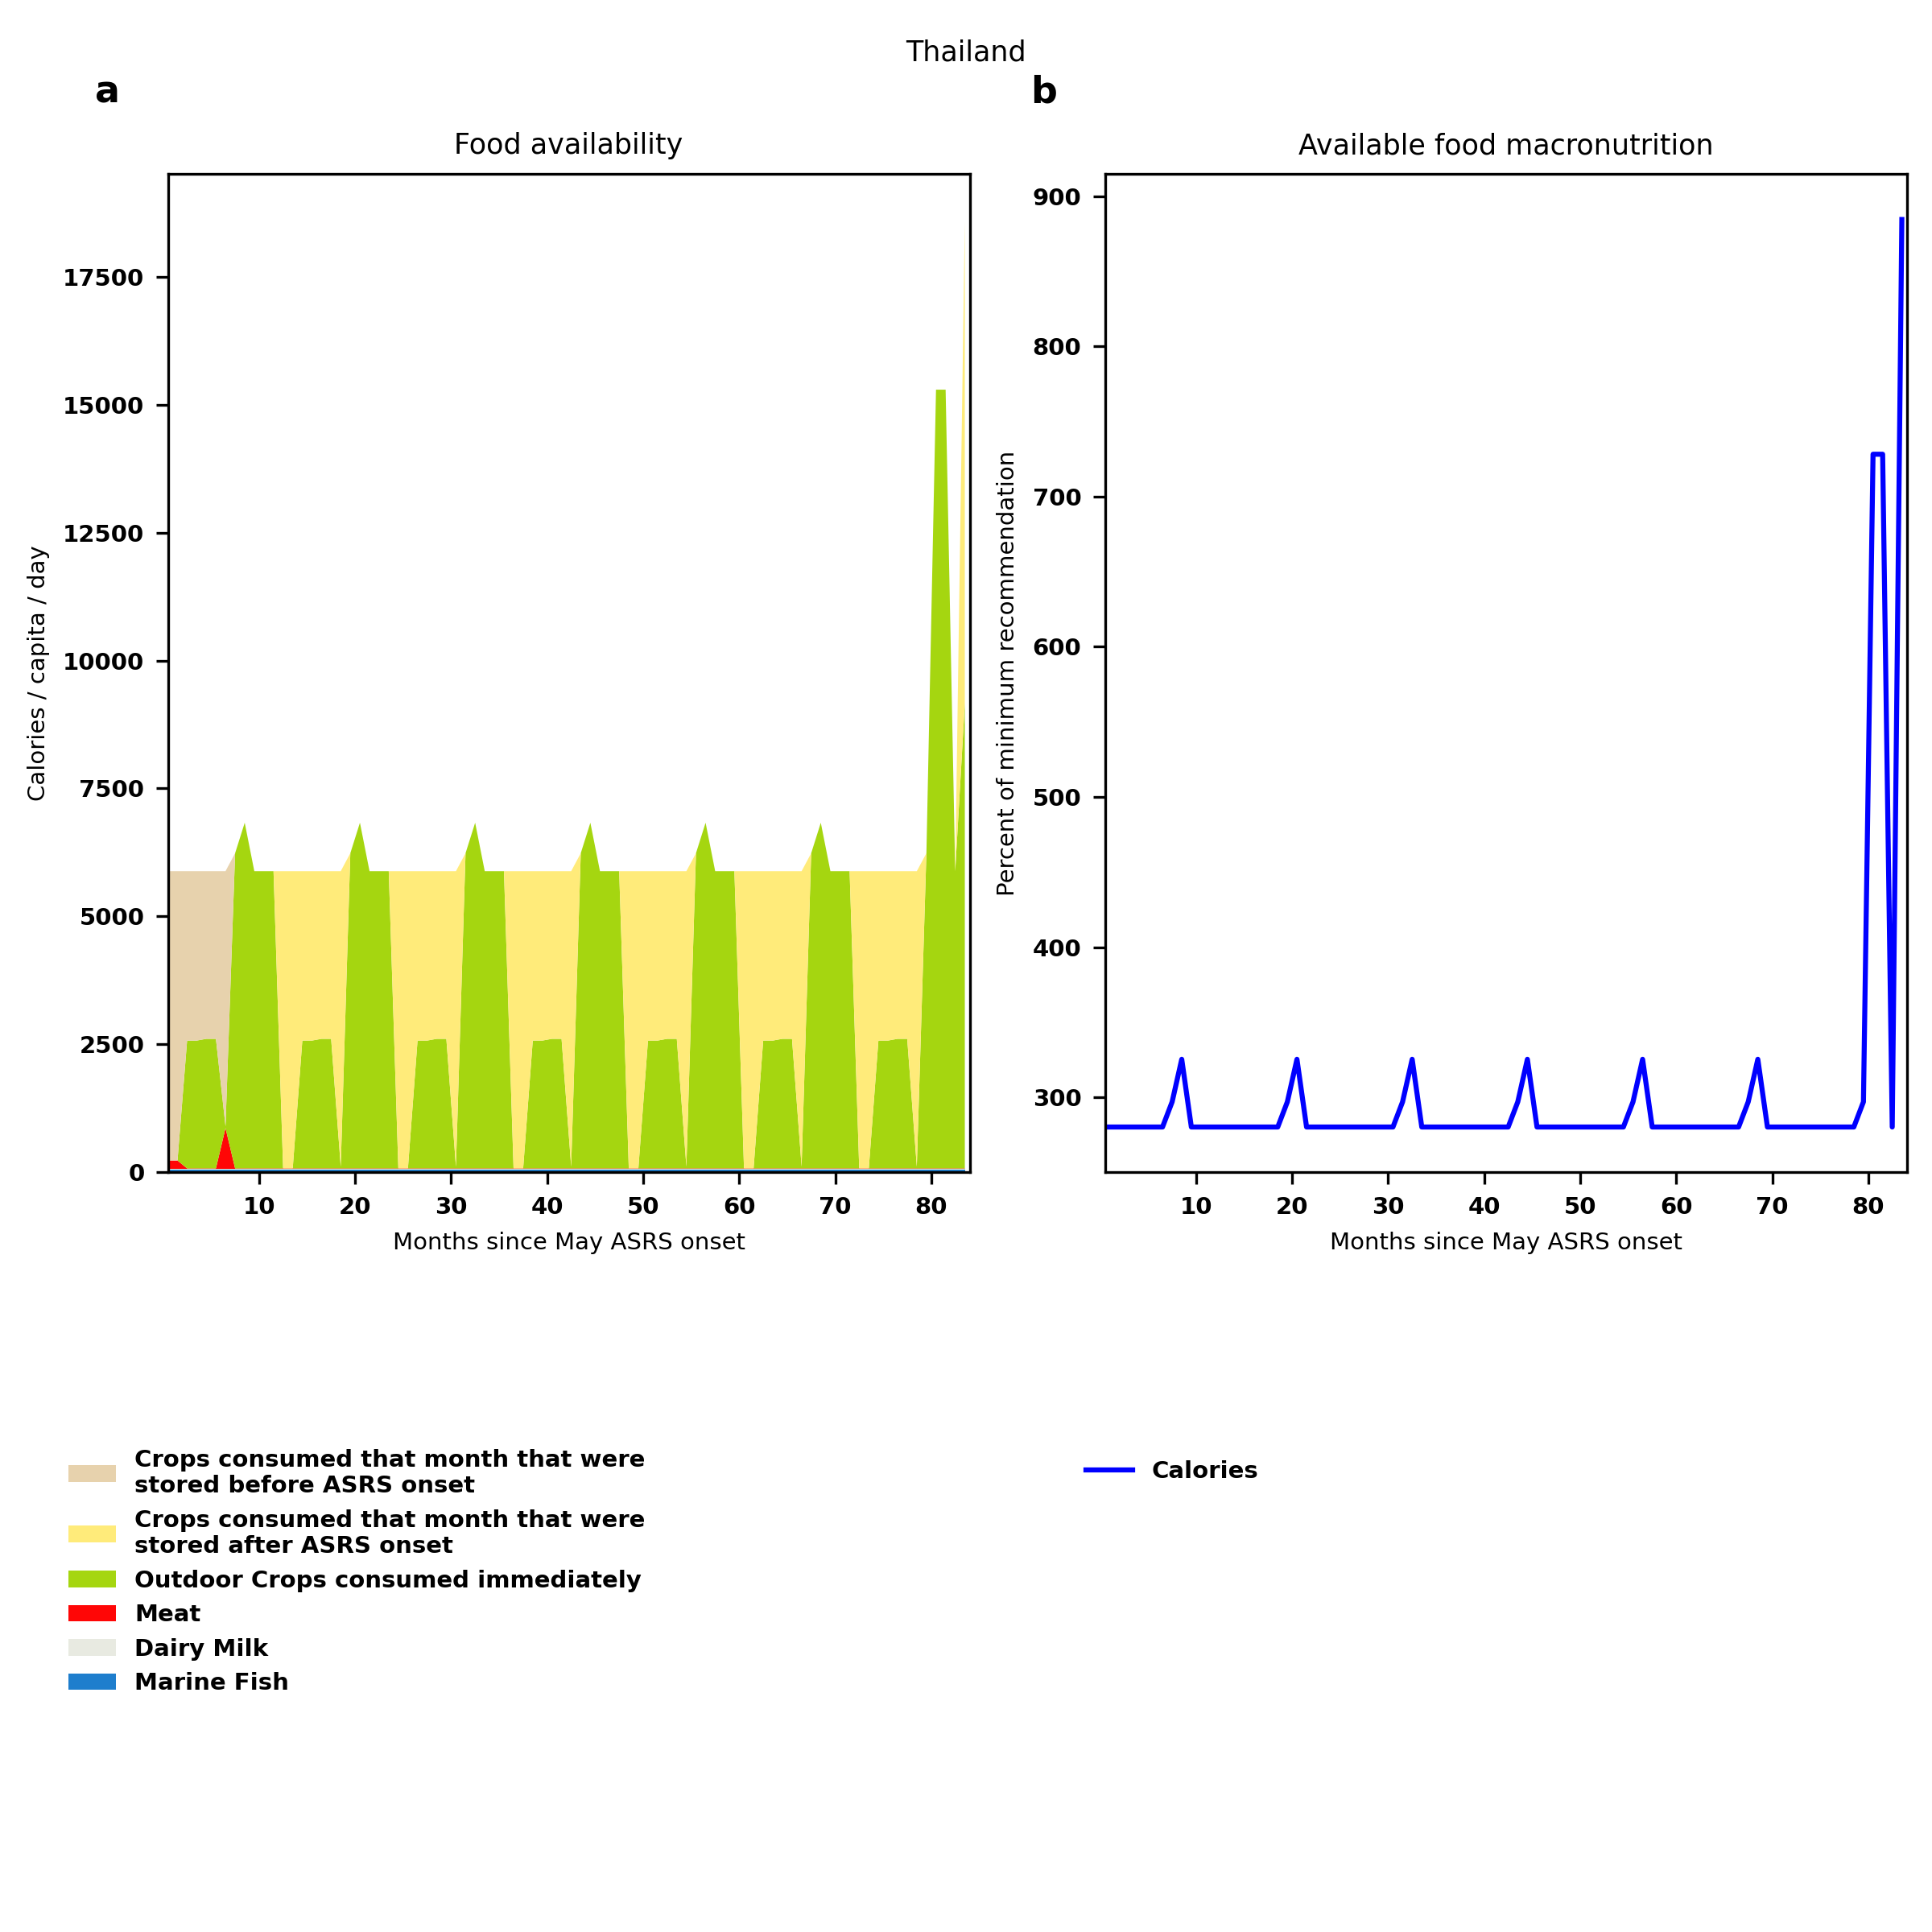 Thailand
a
b
Food availability
Available food macronutrition
Calories / capita / day
17500
15000
12500
10000
7500
5000
2500
0
10 20 30 40 50 60 70 80
Months since May ASRS onset
Percent of minimum recommendation
900
800
700
600
500
400
300
10 20 30 40 50 60 70 80
Months since May ASRS onset
Crops consumed that month that were
stored before ASRS onset
Crops consumed that month that were
stored after ASRS onset
Outdoor Crops consumed immediately
Meat
Dairy Milk
Marine Fish
Calories